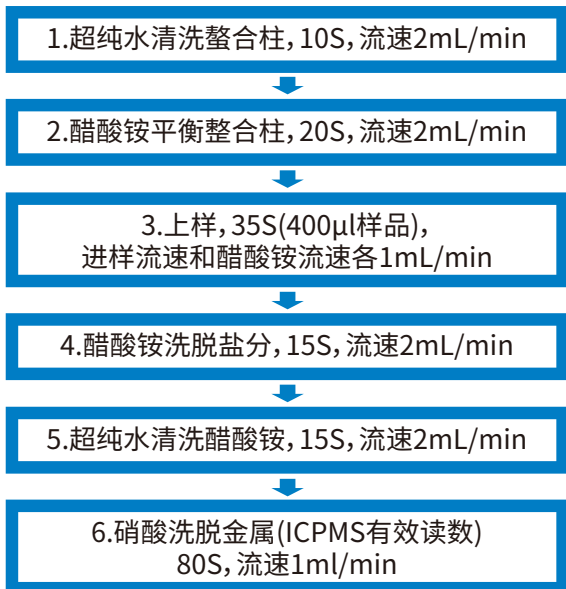 1.超纯水清洗螯合柱，10S，流速2mL/min
2.醋酸铵平衡整合柱，20S，流速2mL/min
3.上样，35S(400μl样品)，
进样流速和醋酸铵流速各1mL/min
4.醋酸铵洗脱盐分，15S，流速2mL/min
5.超纯水清洗醋酸铵，15S，流速2mL/min
6.硝酸洗脱金属(ICPMS有效读数)
80S，流速1ml/min